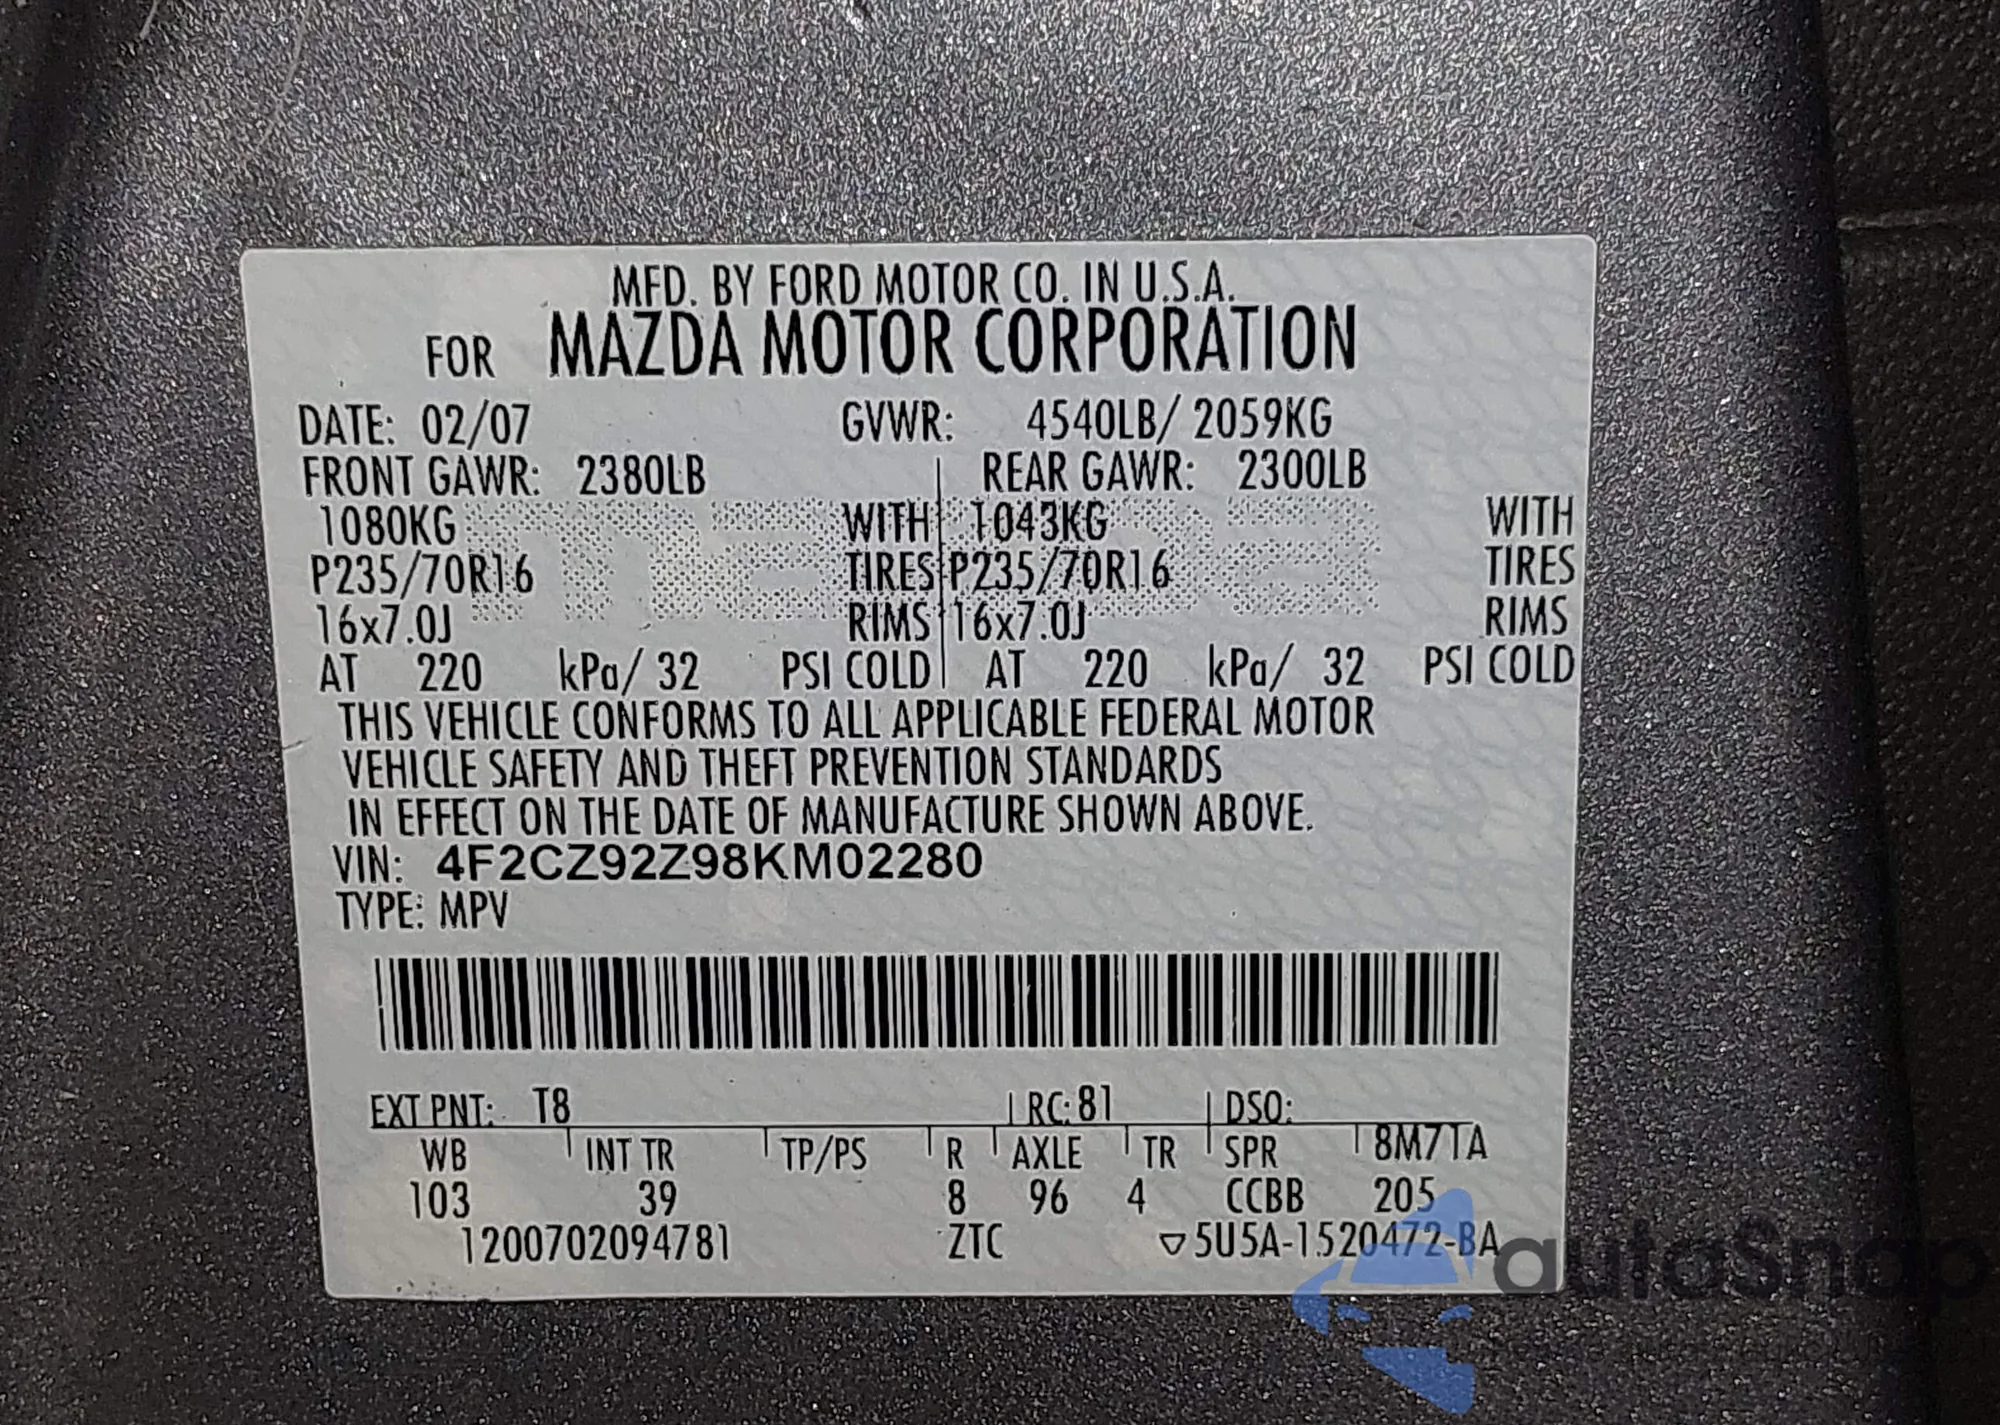 MFD. BY FORD MOTOR CO. IN U.S.A.
FOR MAZDA MOTOR CORPORATION
DATE: 02/07 GVWR: 4540LB/ 2059KG
FRONT GAWR: 2380LB REAR GAWR: 2300LB
1080KG WITH 1043KG WITH
P235/70R16 TIRES P235/70R16 TIRES
16x7.0J RIMS 16x7.0J RIMS
AT 220 kPa/ 32 PSI COLD AT 220 kPa/ 32 PSI COLD
mazda
THIS VEHICLE CONFORMS TO ALL APPLICABLE FEDERAL MOTOR
VEHICLE SAFETY AND THEFT PREVENTION STANDARDS
IN EFFECT ON THE DATE OF MANUFACTURE SHOWN ABOVE.
VIN: 4F2CZ92Z98KM02280
TYPE: MPV
EXT PNT: T8 RC: 81 DSO:
WB INT TR TP/PS R AXLE TR SPR 8M71A
103 39 8 96 4 CCBB 205
1200702094781 ZTC ▽5U5A-1520472-BA
autoSnap